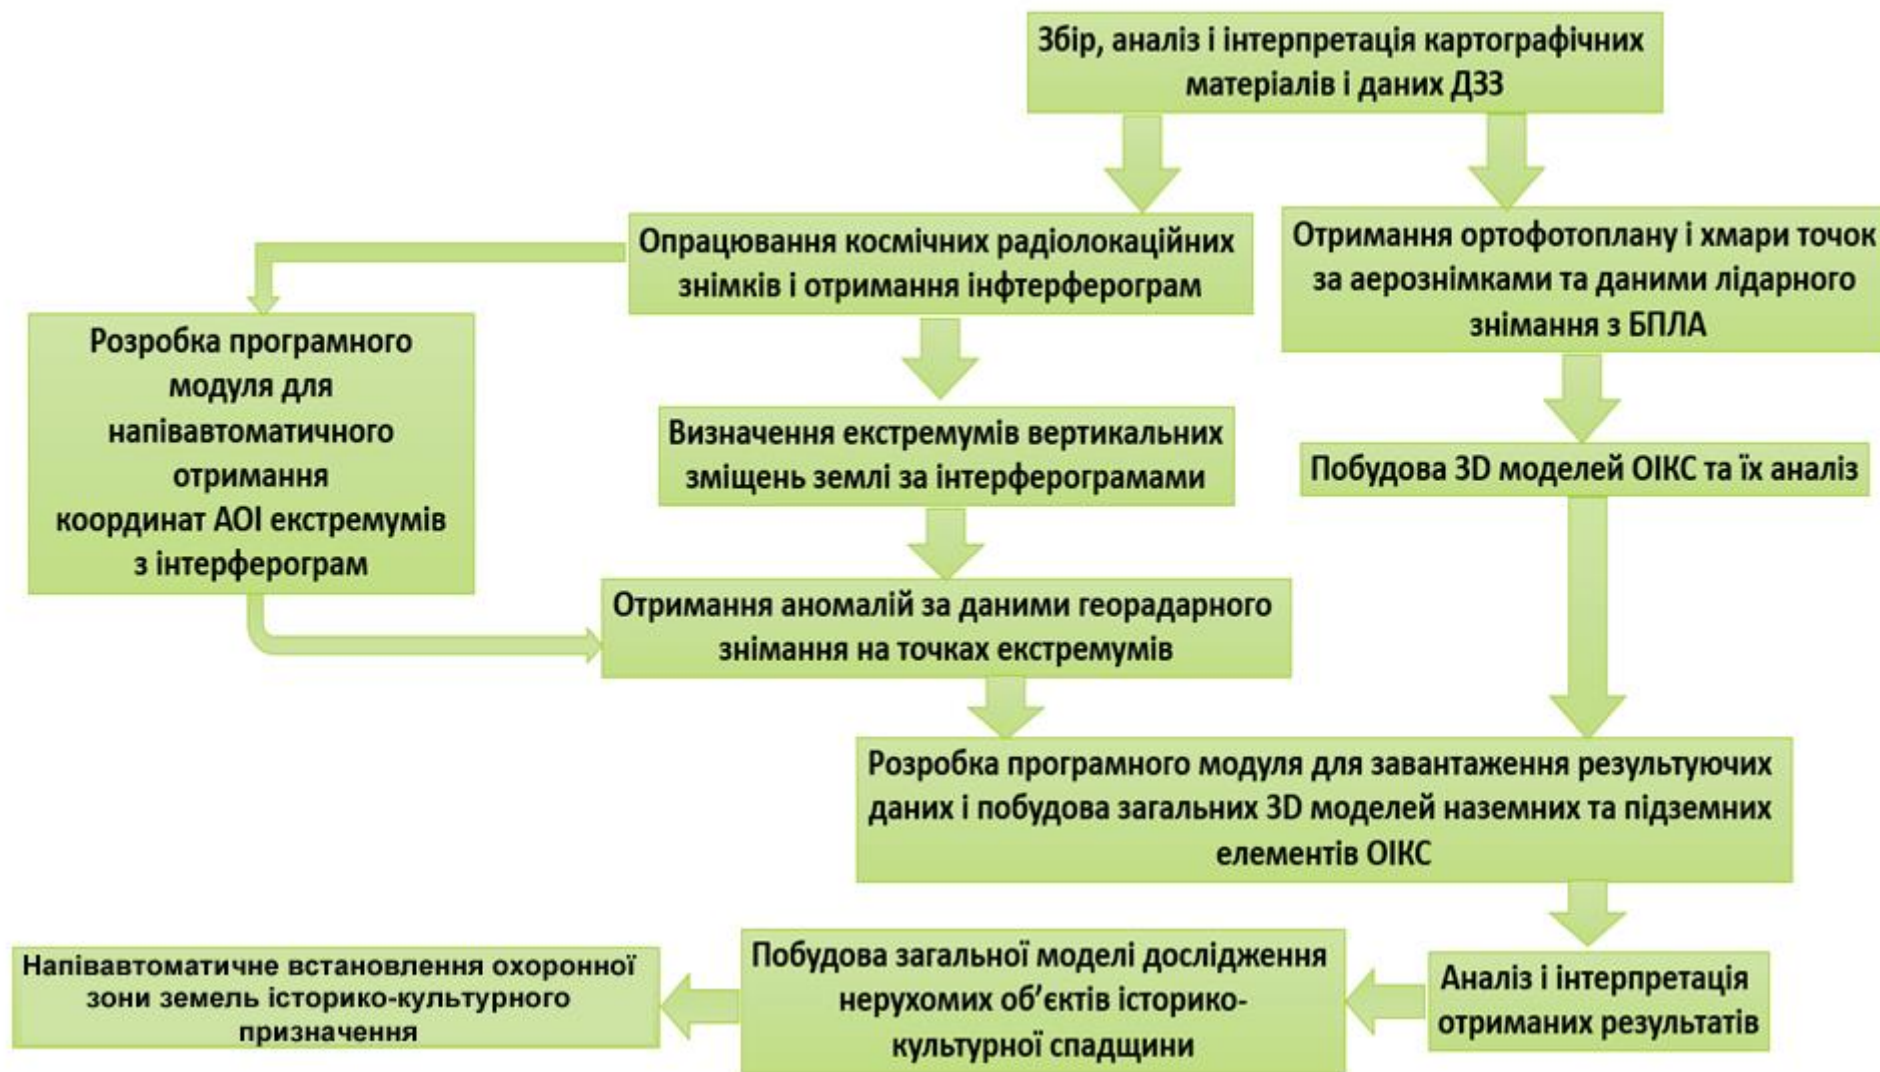 Збір, аналіз і інтерпретація картографічних
матеріалів і даних ДЗЗ
Опрацювання космічних радіолокаційних
знімків і отримання інфтерферограм
Отримання ортофотоплану і хмари точок
за аерознімками та даними лідарного
знімання з БПЛА
Розробка програмного
модуля для
напівавтоматичного
отримання
координат АОІ екстремумів
з інтерферограм
Визначення екстремумів вертикальних
зміщень землі за інтерферограмами
Побудова 3D моделей ОІКС та їх аналіз
Отримання аномалій за даними георадарного
знімання на точках екстремумів
Розробка програмного модуля для завантаження результуючих
даних і побудова загальних 3D моделей наземних та підземних
елементів ОІКС
Аналіз і інтерпретація
отриманих результатів
Побудова загальної моделі дослідження
нерухомих об’єктів історико-
культурної спадщини
Напівавтоматичне встановлення охоронної
зони земель історико-культурного
призначення